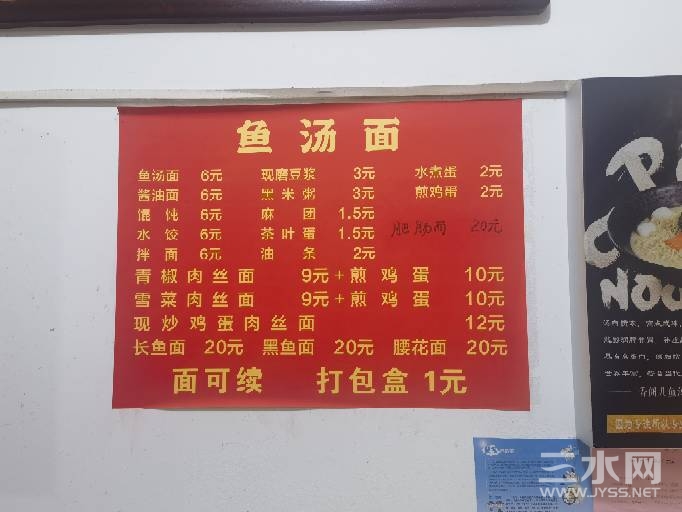 鱼汤面
鱼汤面 6元 现磨豆浆 3元 水煮蛋 2元
酱油面 6元 黑米粥 3元 煎鸡蛋 2元
馄饨 6元 麻团 1.5元
水饺 6元 茶叶蛋 1.5元 肥肠面 20元
拌面 6元 油条 2元
青椒肉丝面 9元+煎鸡蛋 10元
雪菜肉丝面 9元+煎鸡蛋 10元
现炒鸡蛋肉丝面 12元
长鱼面 20元 黑鱼面 20元 腰花面 20元
面可续 打包盒 1元
三水网
WWW.JYSS.NET